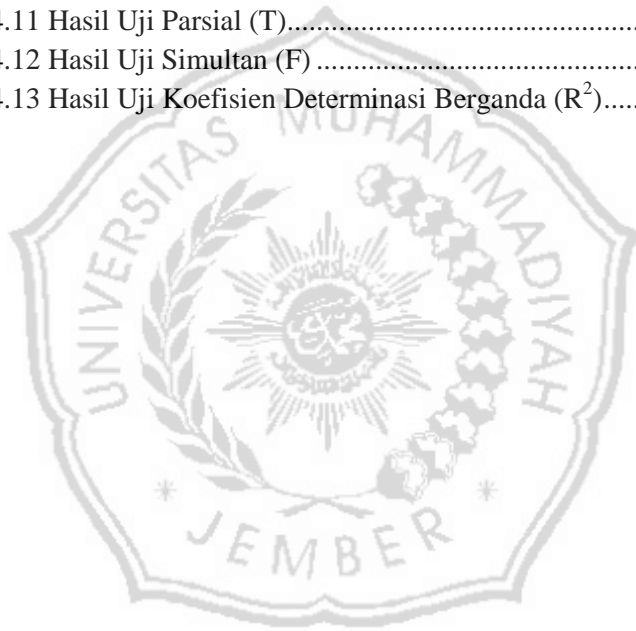 4.11 Hasil Uji Parsial (T)..........................................
4.12 Hasil Uji Simultan (F) .......................................
4.13 Hasil Uji Koefisien Determinasi Berganda (R²).....
UNIVERSITAS MUHAMMADIYAH
* JEMBER *